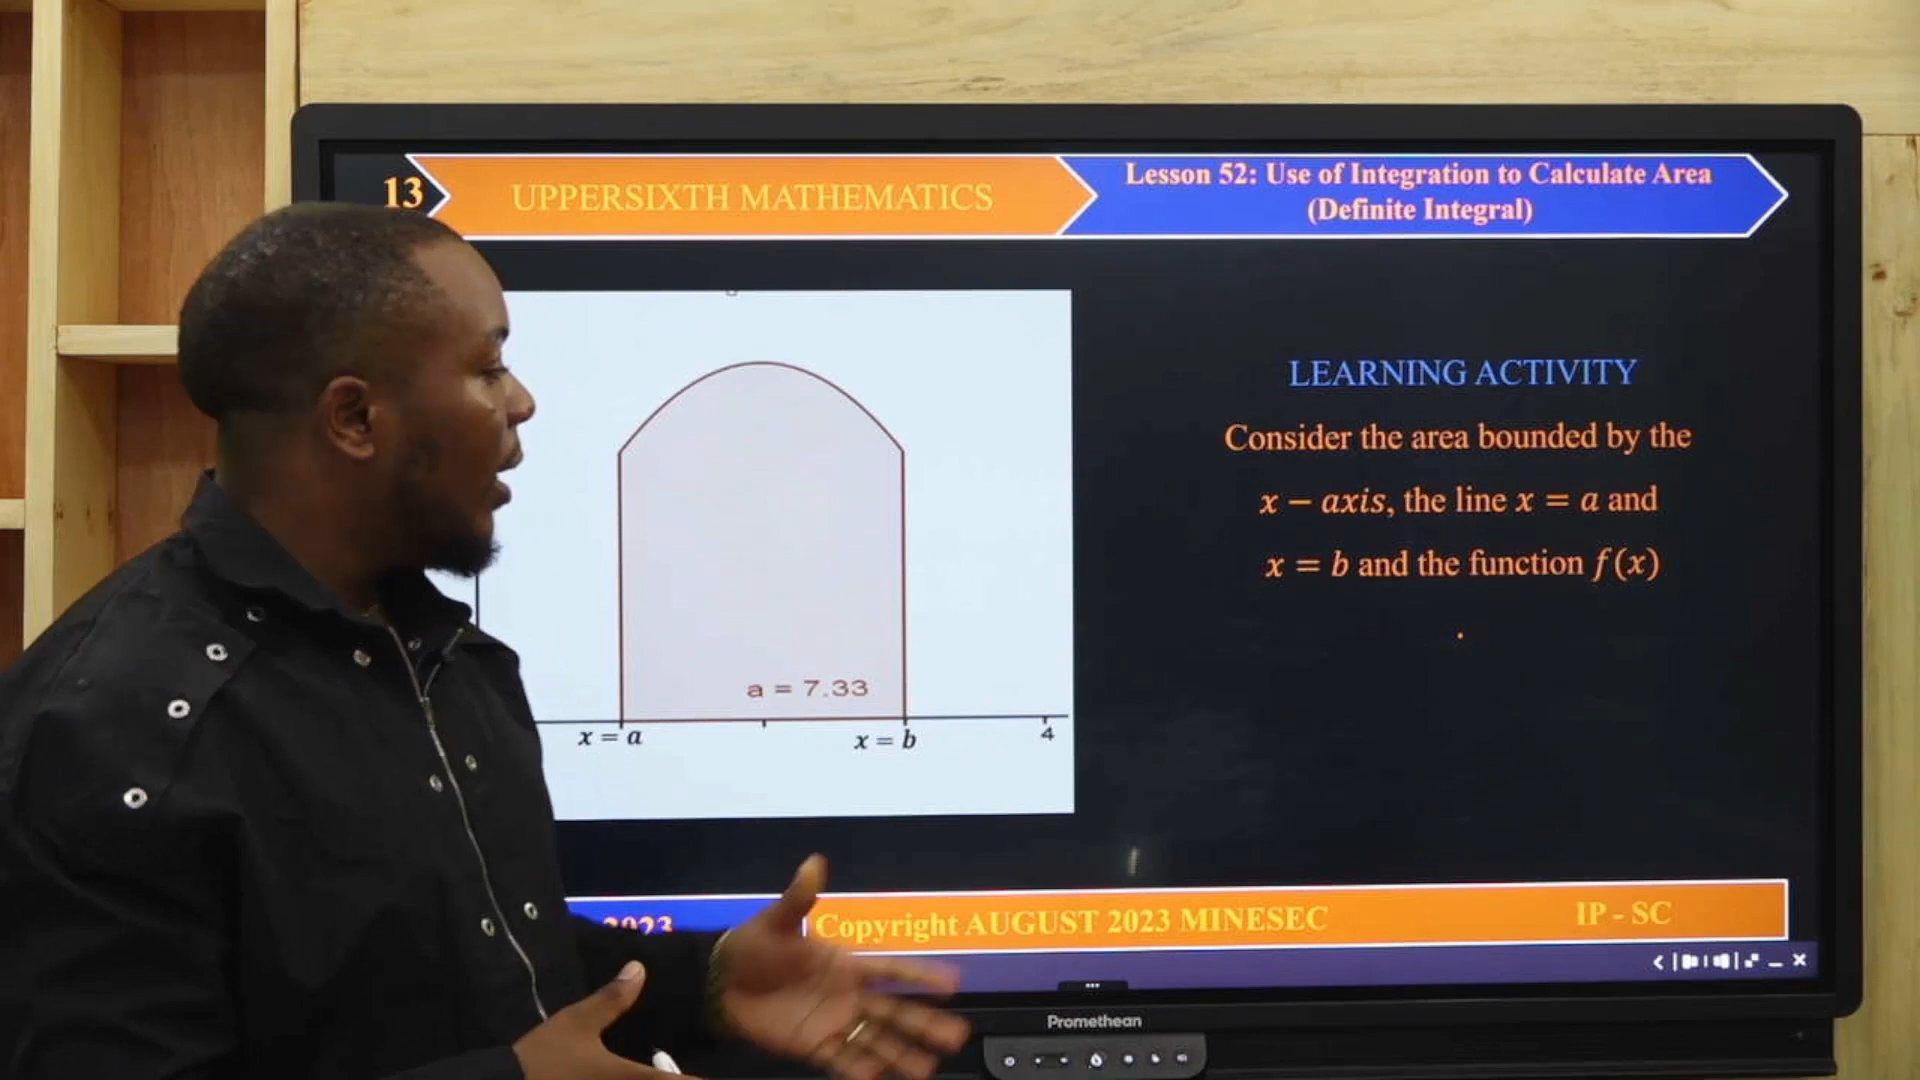 13
UPPERSIXTH MATHEMATICS
Lesson 52: Use of Integration to Calculate Area
(Definite Integral)
LEARNING ACTIVITY
Consider the area bounded by the
x − axis, the line x = a and
x = b and the function f(x)
.
a = 7.33
x = a
x = b
4
2023
Copyright AUGUST 2023 MINESEC
IP - SC
Promethean